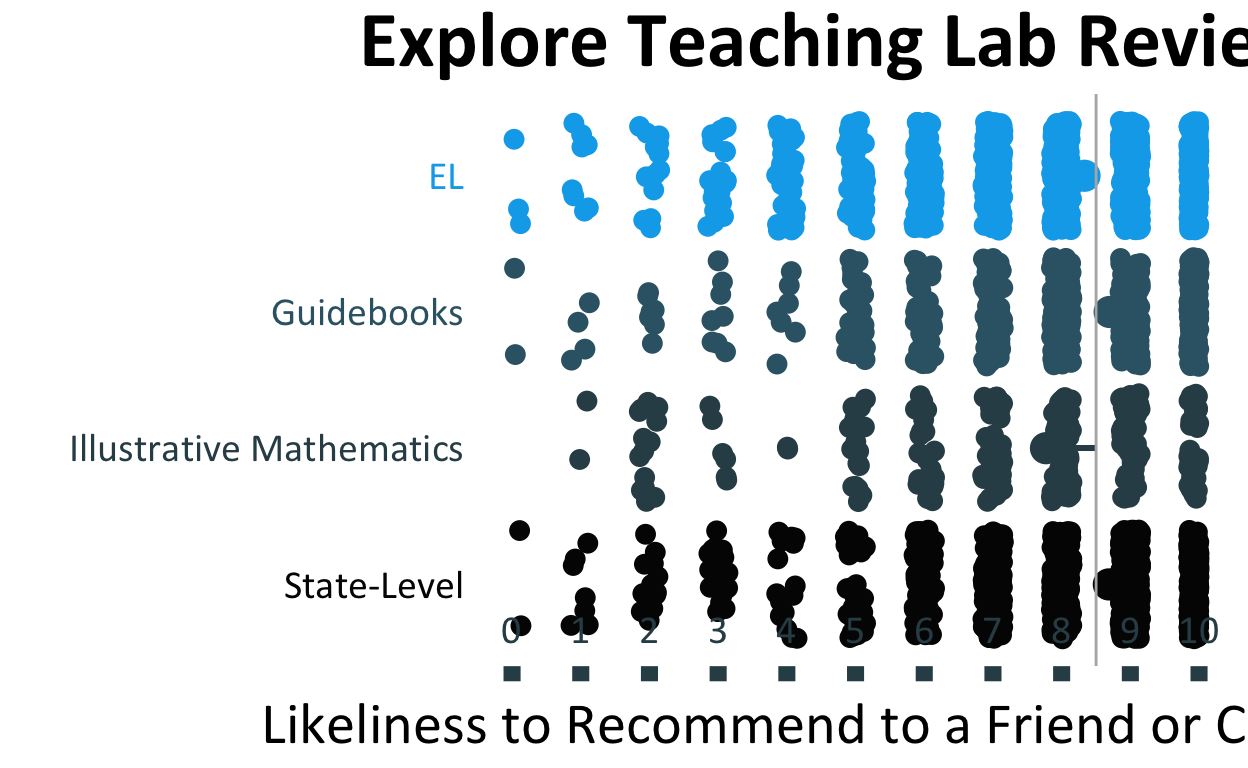 Explore Teaching Lab Revie
EL
Guidebooks
Illustrative Mathematics
State-Level
0 1 2 3 4 5 6 7 8 9 10
Likeliness to Recommend to a Friend or C